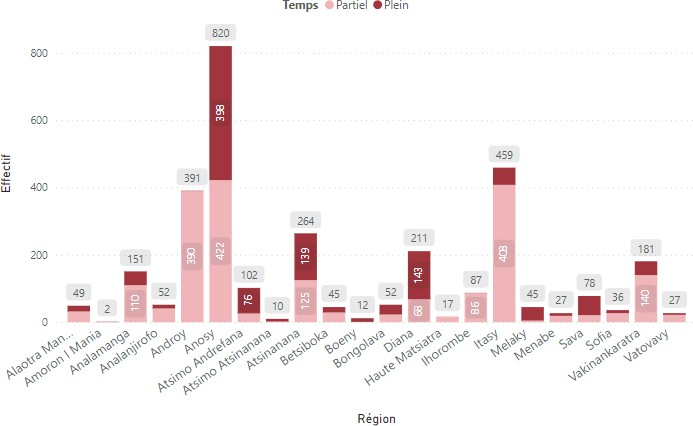 Temps Partiel Plein
820
800
398
600
Effectif
459
391
400
264
211
181
200
151
139
143
102
87
78
49
2
52
390
422
76
10
125
45
12
52
68
17
86
408
45
27
36
140
27
110
0
Alaotra Man...
Amoron I Mania
Analamanga
Analanjirofo
Androy
Anosy
Atsimo Andrefana
Atsimo Atsinanana
Atsinanana
Betsiboka
Boeny
Bongolava
Diana
Haute Matsiatra
Ihorombe
Itasy
Melaky
Menabe
Sava
Sofia
Vakinankaratra
Vatovavy
Région